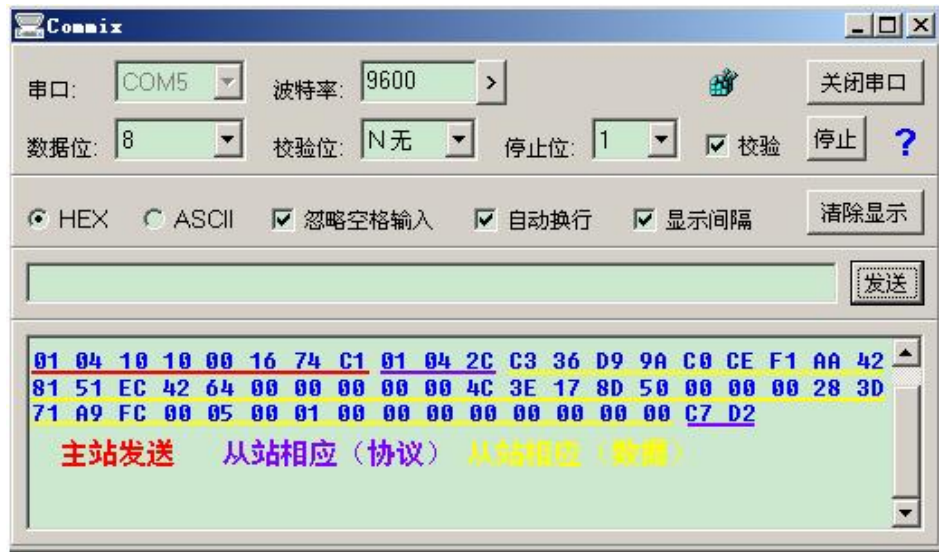 Commix
串口: COM5 波特率: 9600 > 关闭串口
数据位: 8 校验位: N 无 停止位: 1 校验 停止 ?
HEX ASCII 忽略空格输入 自动换行 显示间隔 清除显示
发送
01 04 10 10 00 16 74 C1 01 04 2C C3 36 D9 9A C0 CE F1 AA 42
81 51 EC 42 64 00 00 00 00 00 4C 3E 17 8D 50 00 00 00 28 3D
71 A9 FC 00 05 00 01 00 00 00 00 00 00 00 00 00 C7 D2
主站发送 从站相应（协议） 从站相应（数据）